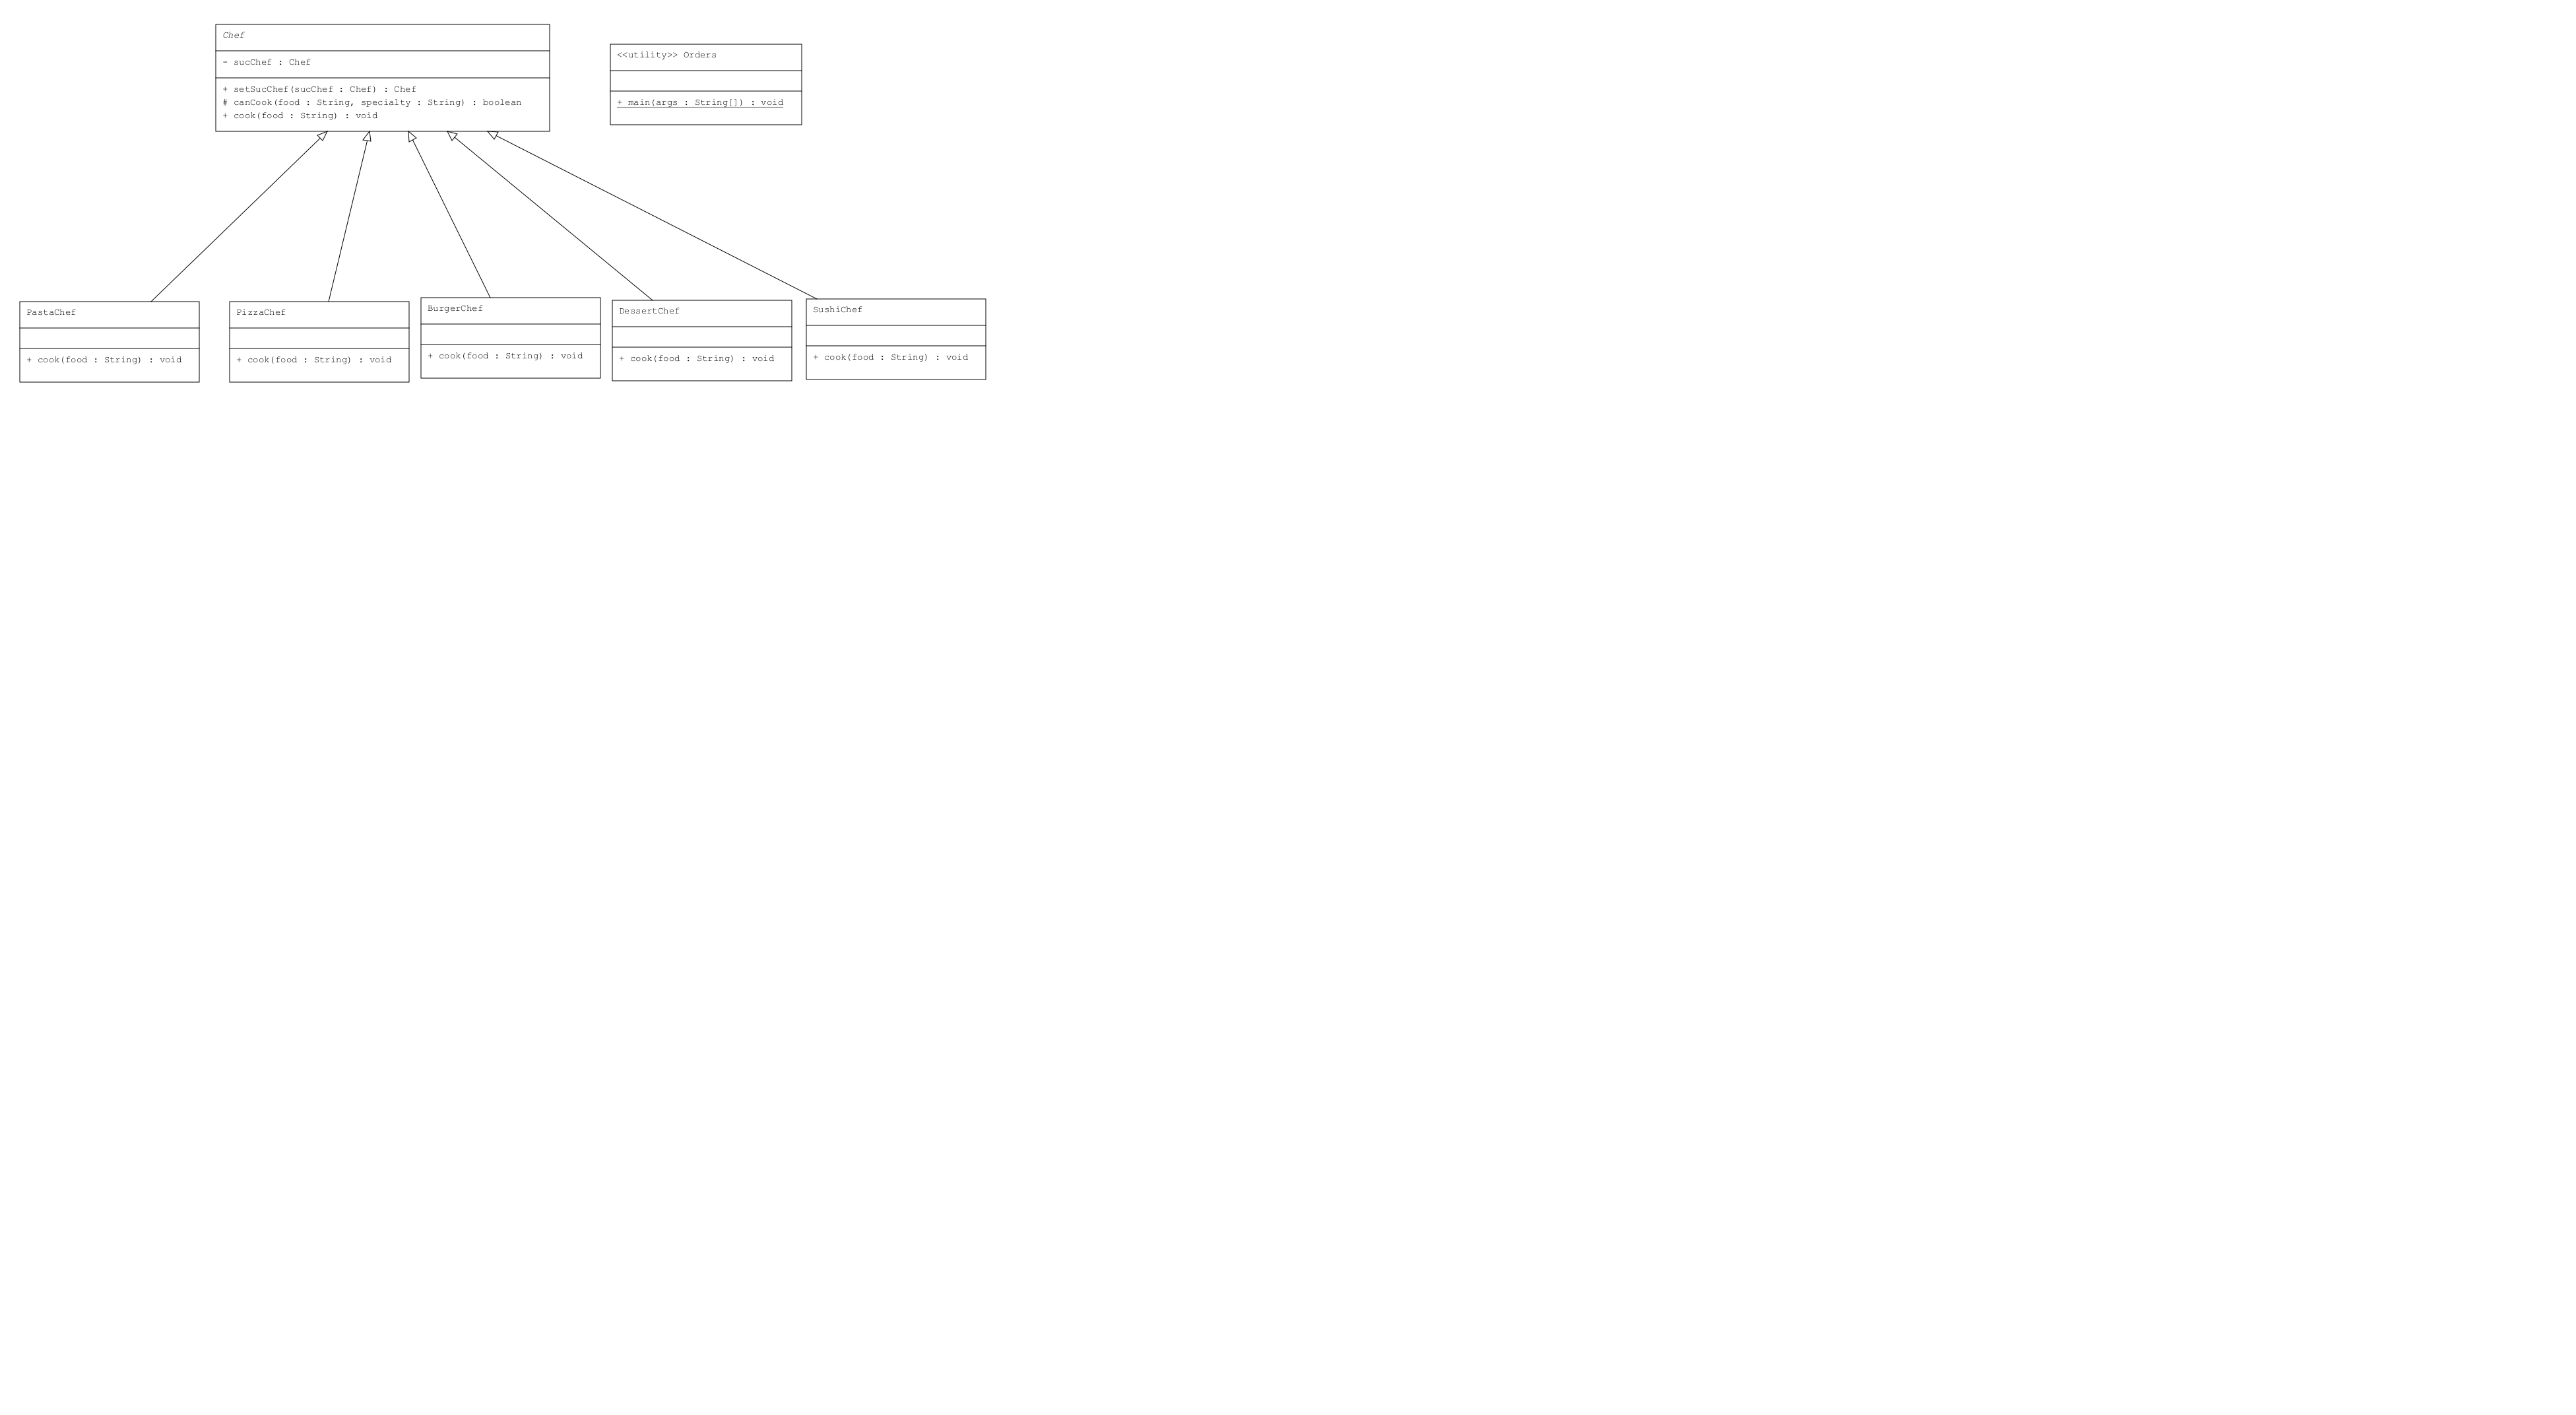 Chef
- sucChef : Chef
+ setSucChef(sucChef : Chef) : Chef
# canCook(food : String, specialty : String) : boolean
+ cook(food : String) : void
<<utility>> Orders
+ main(args : String[]) : void
PastaChef
+ cook(food : String) : void
PizzaChef
+ cook(food : String) : void
BurgerChef
+ cook(food : String) : void
DessertChef
+ cook(food : String) : void
SushiChef
+ cook(food : String) : void